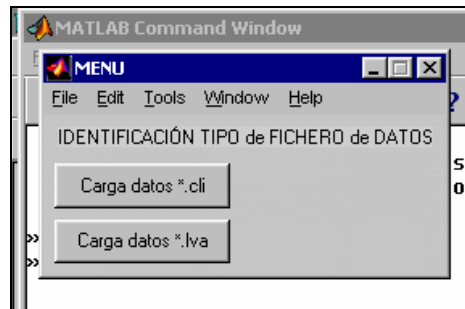 MATLAB Command Window
MENU
File Edit Tools Window Help
?
IDENTIFICACIÓN TIPO de FICHERO de DATOS
s
Carga datos *.cli
o
Carga datos *.lva
»
»